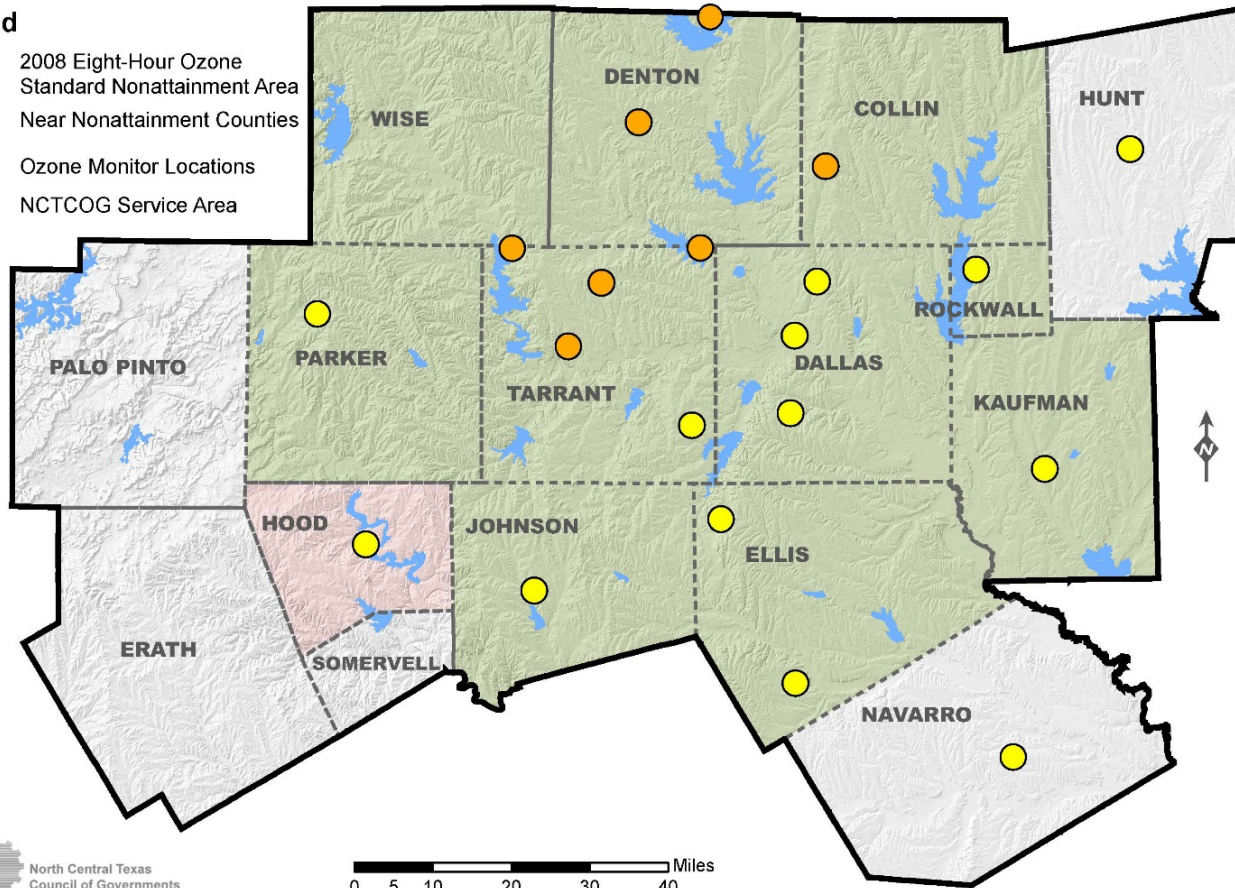 d
2008 Eight-Hour Ozone
Standard Nonattainment Area
Near Nonattainment Counties
Ozone Monitor Locations
NCTCOG Service Area
DENTON
WISE
COLLIN
HUNT
ROCKWALL
PALO PINTO
PARKER
TARRANT
DALLAS
KAUFMAN
N
HOOD
JOHNSON
ELLIS
ERATH
SOMERVELL
NAVARRO
North Central Texas
Council of Governments
Miles
0 5 10 20 30 40